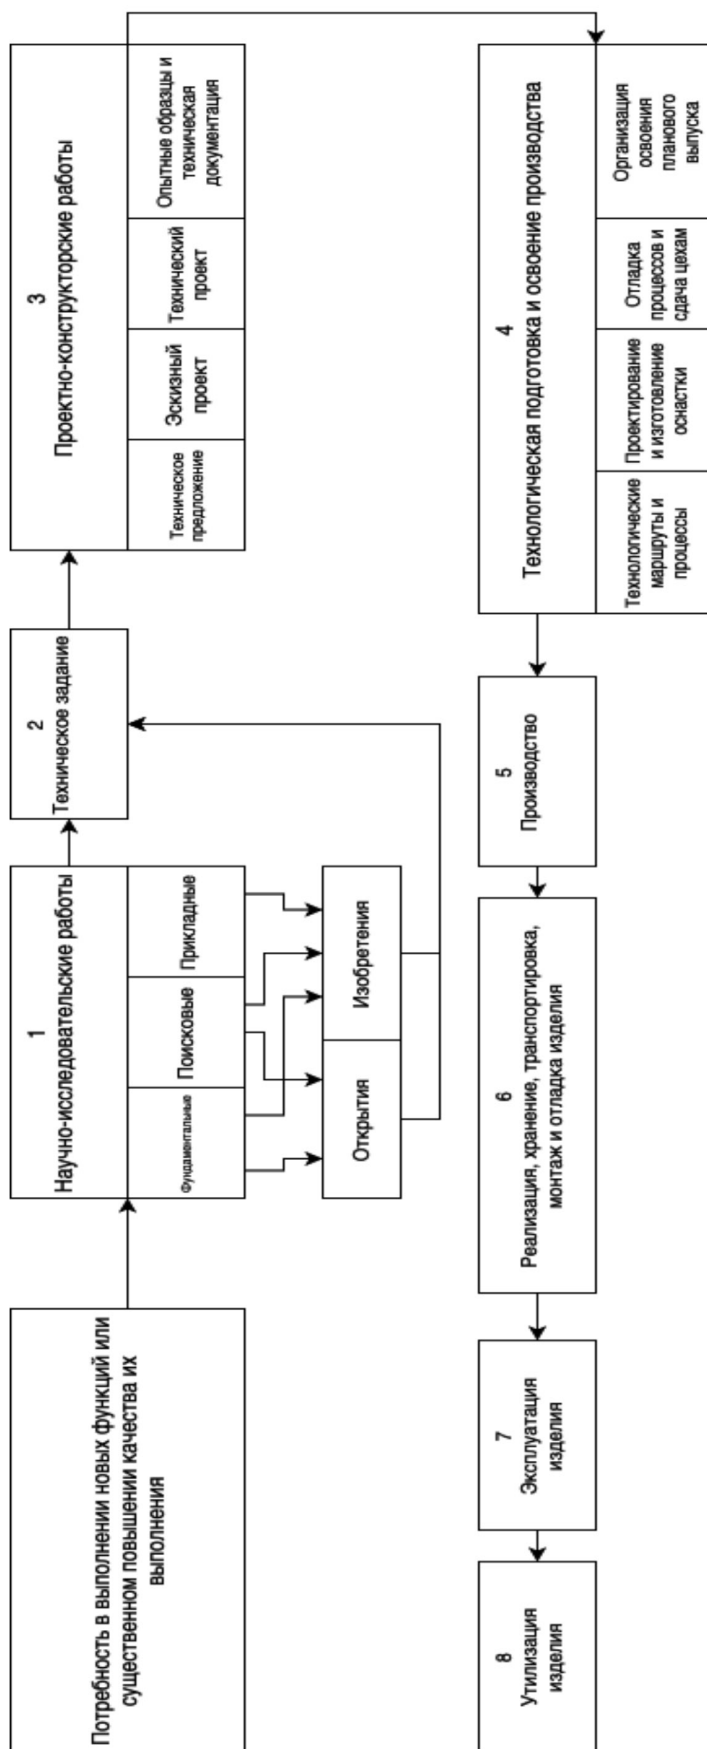 Потребность в выполнении новых функций или
существенном повышении качества их
выполнения
1
Научно-исследовательские работы
Фундаментальные
Поисковые
Прикладные
Открытия
Изобретения
2
Техническое задание
3
Проектно-конструкторские работы
Техническое
предложение
Эскизный
проект
Технический
проект
Опытные образцы и
техническая
документация
4
Технологическая подготовка и освоение производства
Технологические
маршруты и
процессы
Проектирование
и изготовление
оснастки
Отладка
процессов и
сдача цехам
Организация
освоения
планового
выпуска
5
Производство
6
Реализация, хранение, транспортировка,
монтаж и отладка изделия
7
Эксплуатация
изделия
8
Утилизация
изделия